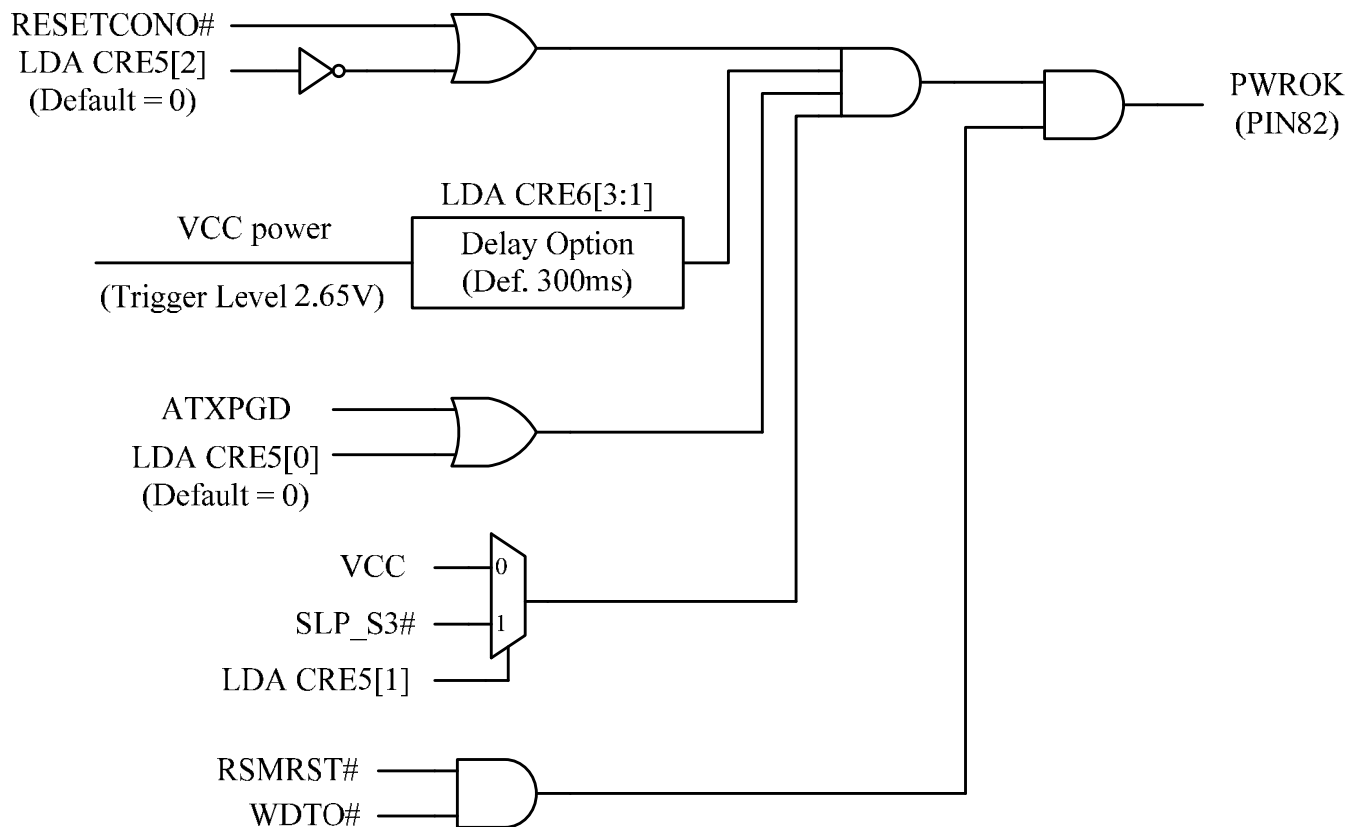 RESETCONO#
LDA CRE5[2]
(Default = 0)
PWROK
(PIN82)
LDA CRE6[3:1]
VCC power
Delay Option
(Def. 300ms)
(Trigger Level 2.65V)
ATXPGD
LDA CRE5[0]
(Default = 0)
VCC
0
SLP_S3#
1
LDA CRE5[1]
RSMRST#
WDTO#